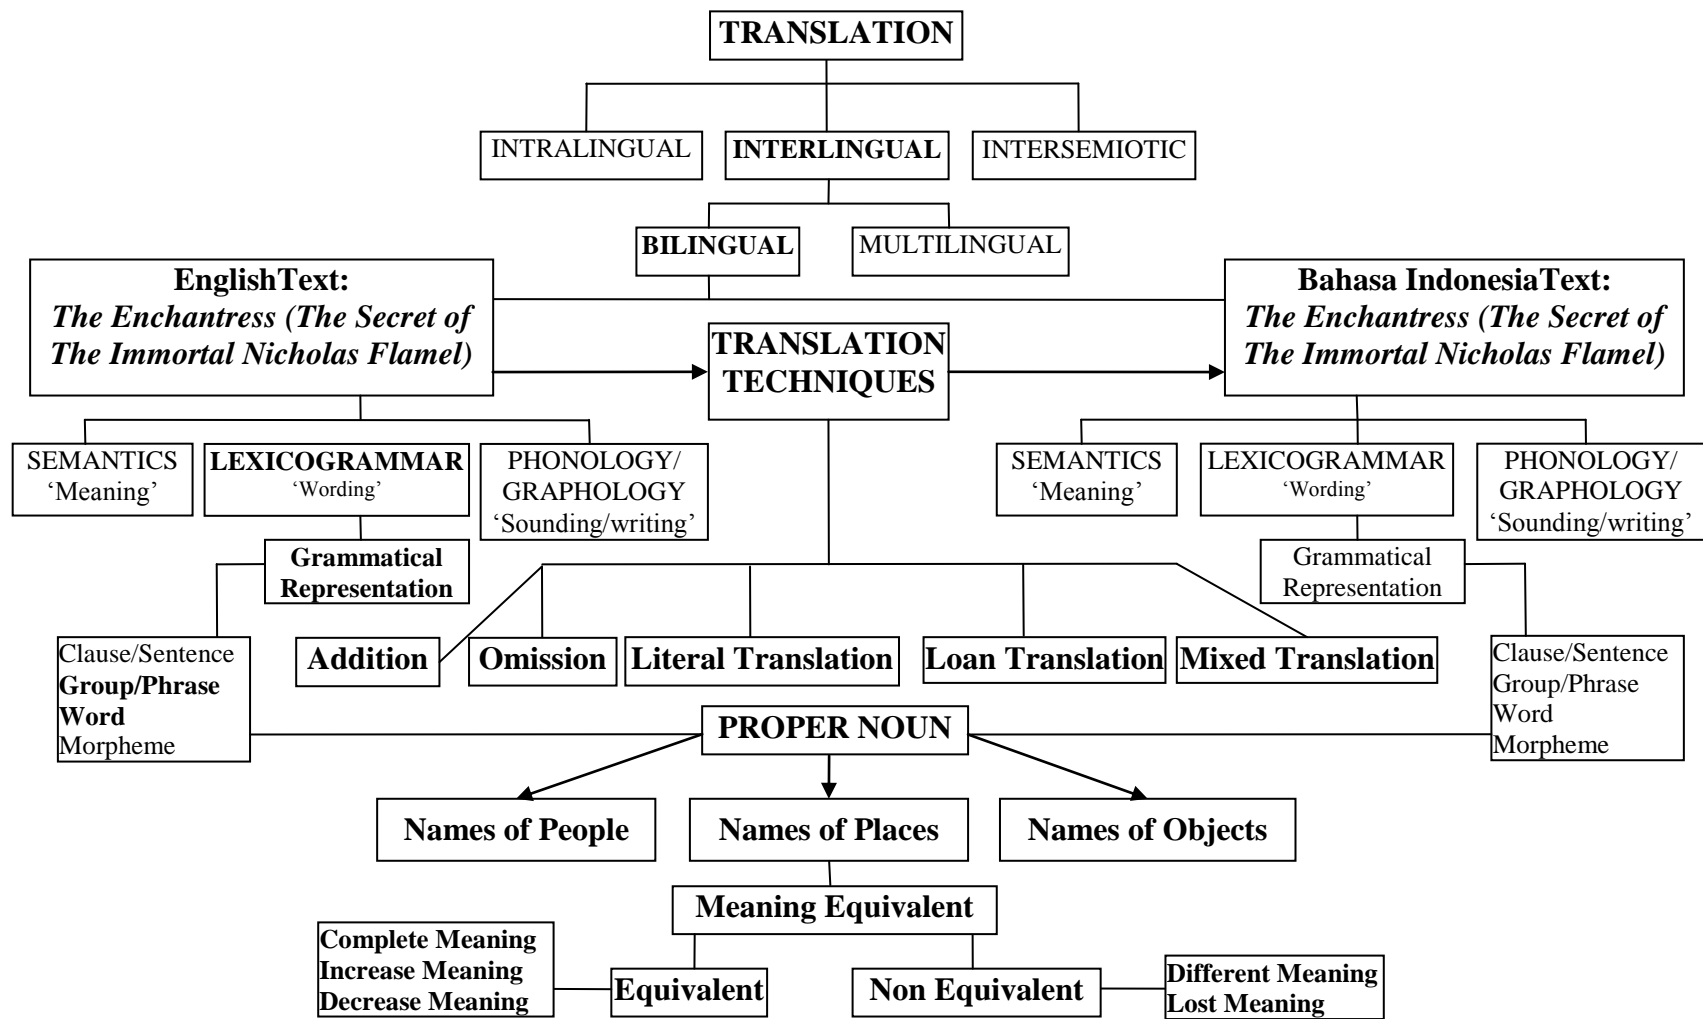 TRANSLATION
INTRALINGUAL
INTERLINGUAL
INTERSEMIOTIC
BILINGUAL
MULTILINGUAL
EnglishText:
The Enchantress (The Secret of
The Immortal Nicholas Flamel)
TRANSLATION
TECHNIQUES
Bahasa IndonesiaText:
The Enchantress (The Secret of
The Immortal Nicholas Flamel)
SEMANTICS
‘Meaning’
LEXICOGRAMMAR
‘Wording’
PHONOLOGY/
GRAPHOLOGY
‘Sounding/writing’
SEMANTICS
‘Meaning’
LEXICOGRAMMAR
‘Wording’
PHONOLOGY/
GRAPHOLOGY
‘Sounding/writing’
Grammatical
Representation
Grammatical
Representation
Clause/Sentence
Group/Phrase
Word
Morpheme
Addition
Omission
Literal Translation
Loan Translation
Mixed Translation
Clause/Sentence
Group/Phrase
Word
Morpheme
PROPER NOUN
Names of People
Names of Places
Names of Objects
Meaning Equivalent
Complete Meaning
Increase Meaning
Decrease Meaning
Equivalent
Non Equivalent
Different Meaning
Lost Meaning